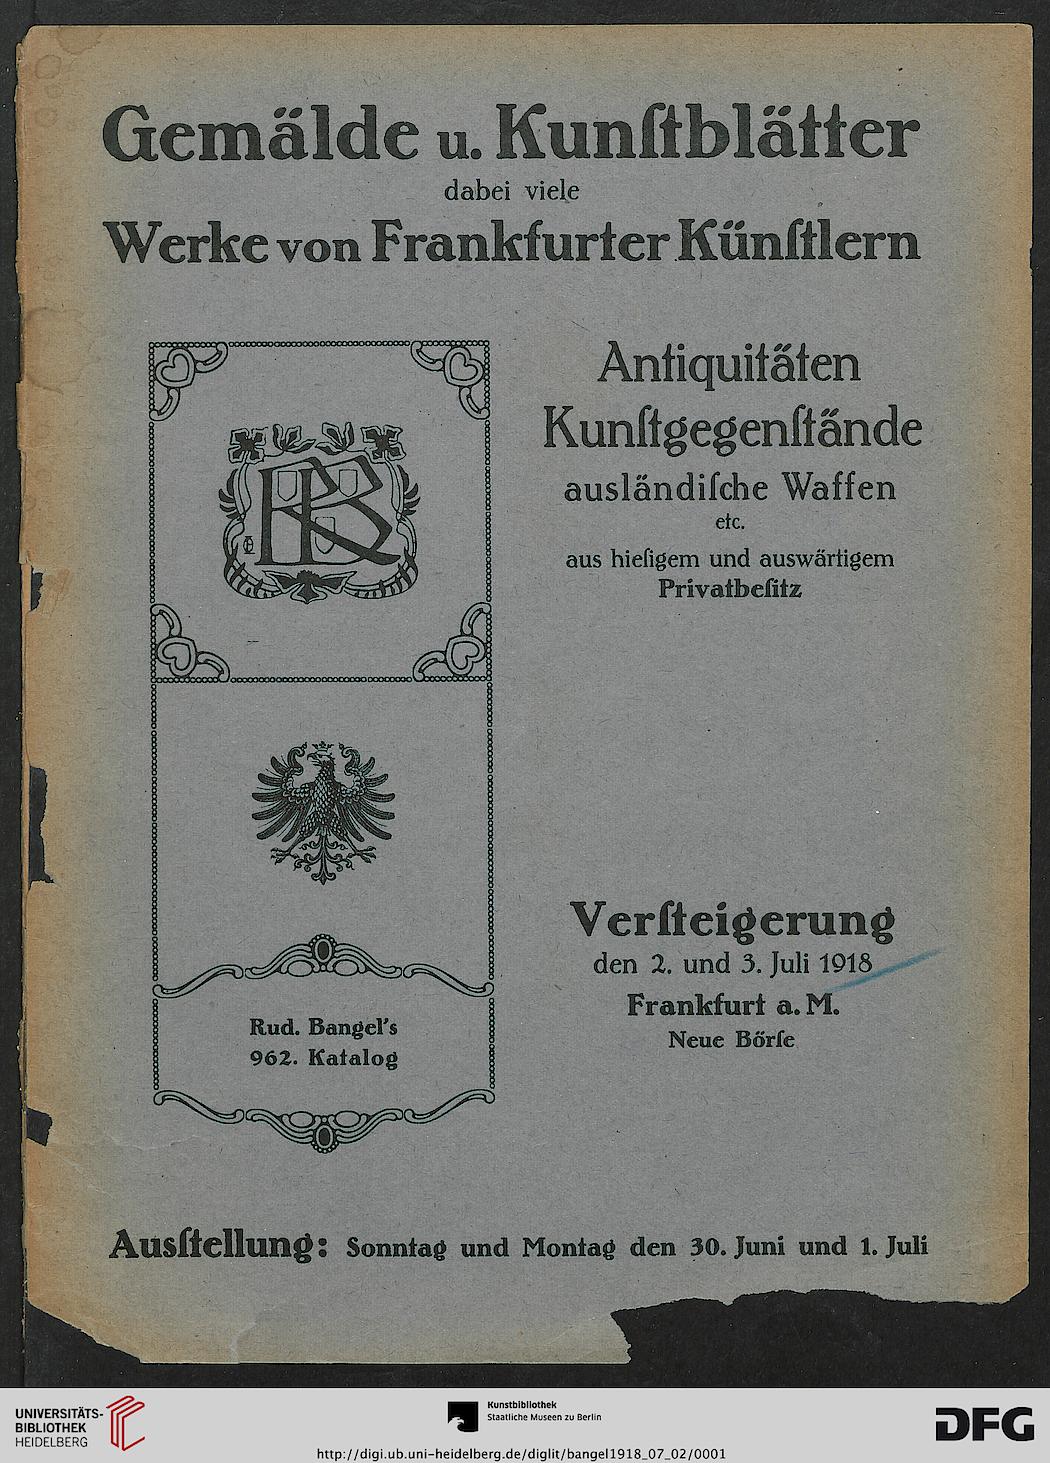 Gemälde u. Kunſtblätter
dabei viele
Werke von Frankfurter Künſtlern
Antiquitäten
Kunſtgegenſtände
ausländiſche Waffen
etc.
aus hieſigem und auswärtigem
Privatbeſitz
RB
Verſteigerung
den 2. und 3. Juli 1918
Frankfurt a. M.
Neue Börſe
Rud. Bangel's
962. Katalog
Ausſtellung: Sonntag und Montag den 30. Juni und 1. Juli
UNIVERSITÄTS-
BIBLIOTHEK
HEIDELBERG
Kunstbibliothek
Staatliche Museen zu Berlin
DFG
http://digi.ub.uni-heidelberg.de/diglit/bangel1918_07_02/0001